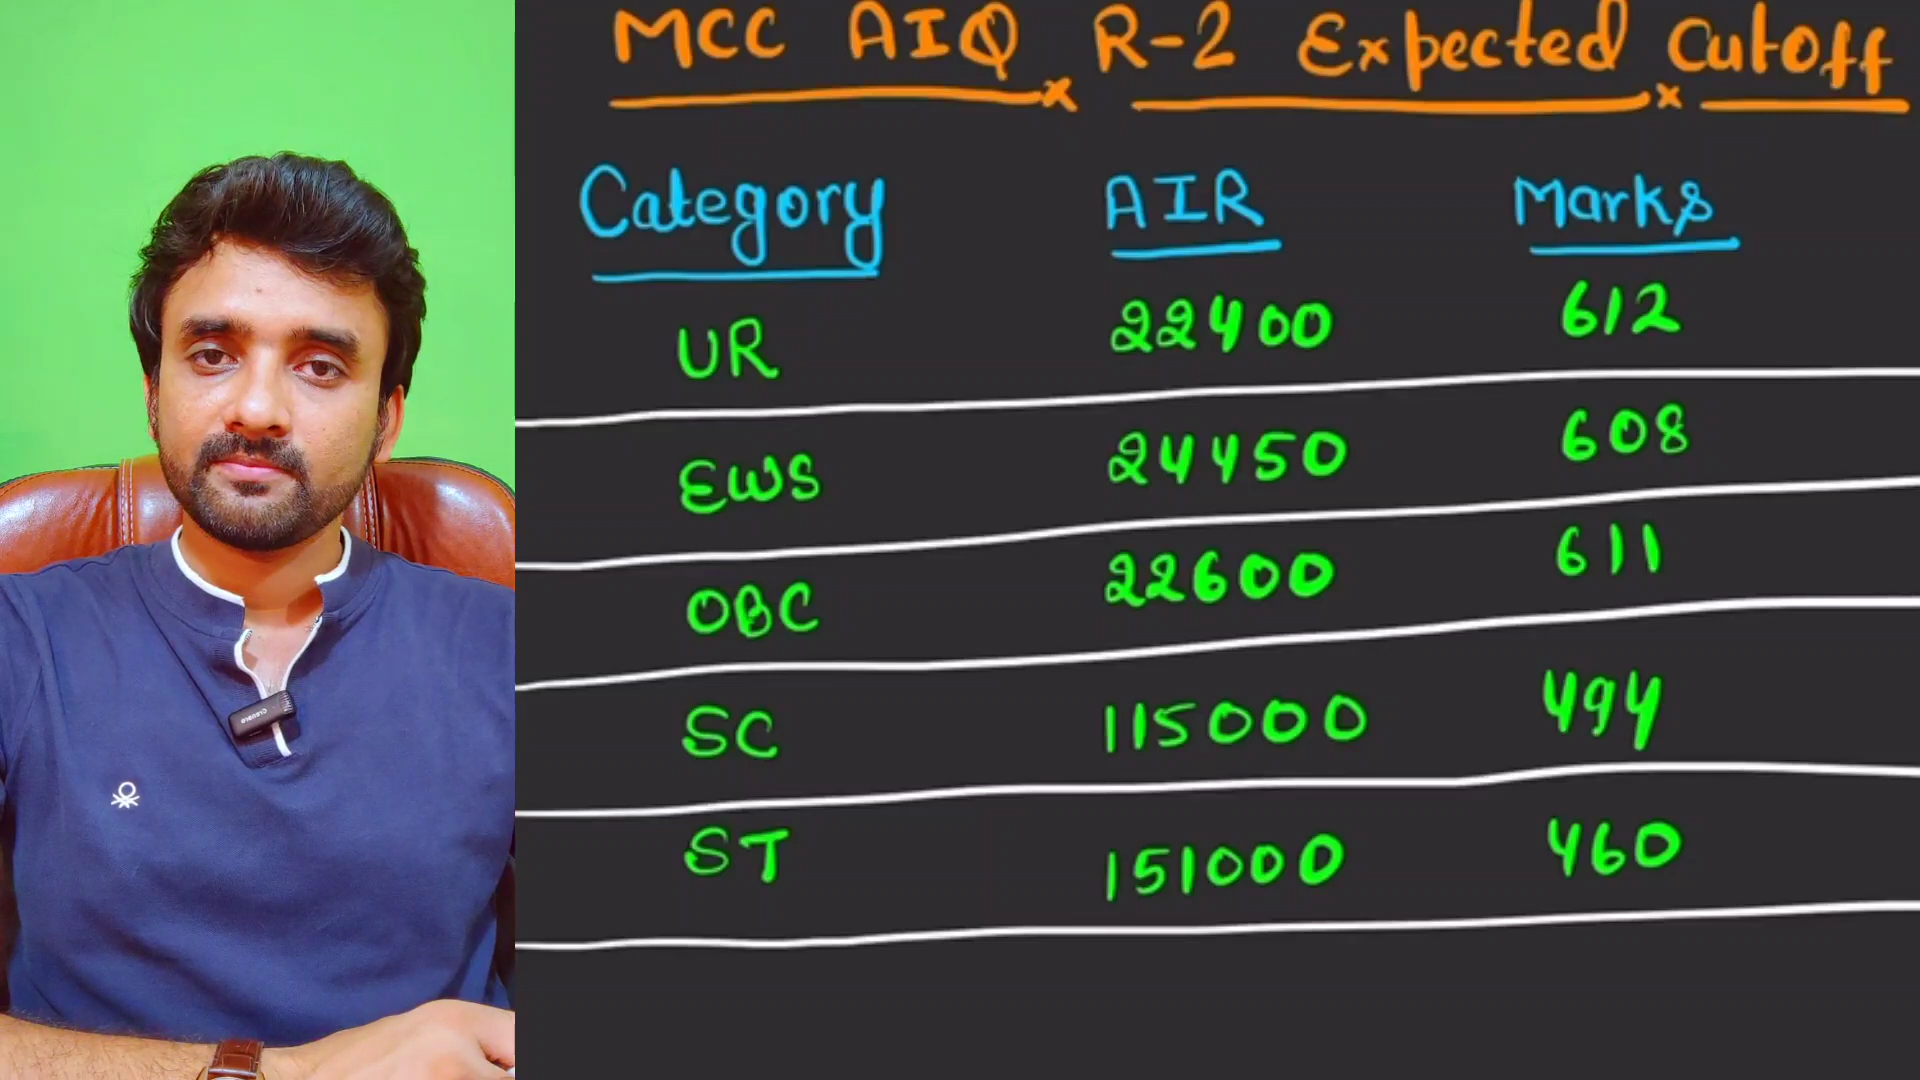 MCC AIQ R-2 Expected Cutoff
Category AIR Marks
UR 22400 612
EWS 24450 608
OBC 22600 611
SC 115000 494
ST 151000 460